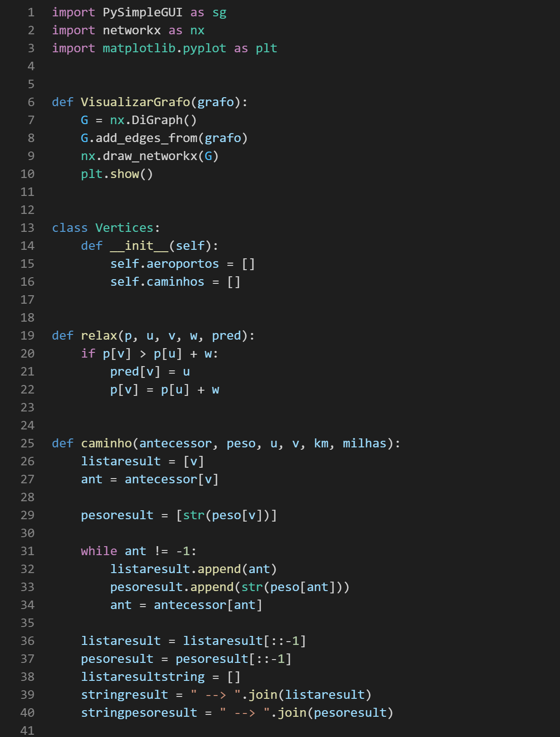 1 import PySimpleGUI as sg
2 import networkx as nx
3 import matplotlib.pyplot as plt
4
5
6 def VisualizarGrafo(grafo):
7     G = nx.DiGraph()
8     G.add_edges_from(grafo)
9     nx.draw_networkx(G)
10     plt.show()
11
12
13 class Vertices:
14     def __init__(self):
15         self.aeroportos = []
16         self.caminhos = []
17
18
19 def relax(p, u, v, w, pred):
20     if p[v] > p[u] + w:
21         pred[v] = u
22         p[v] = p[u] + w
23
24
25 def caminho(antecessor, peso, u, v, km, milhas):
26     listaresult = [v]
27     ant = antecessor[v]
28
29     pesoresult = [str(peso[v])]
30
31     while ant != -1:
32         listaresult.append(ant)
33         pesoresult.append(str(peso[ant]))
34         ant = antecessor[ant]
35
36     listaresult = listaresult[::-1]
37     pesoresult = pesoresult[::-1]
38     listaresultstring = []
39     stringresult = " --> ".join(listaresult)
40     stringpesoresult = " --> ".join(pesoresult)
41